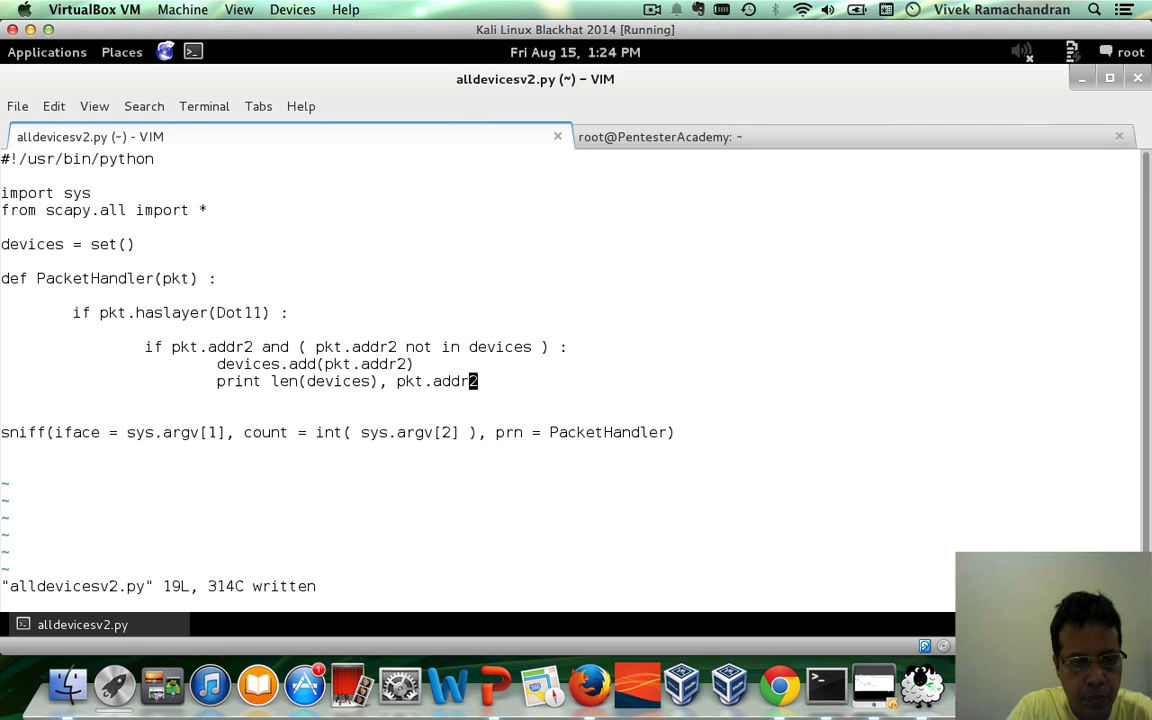 VirtualBox VM Machine View Devices Help Vivek Ramachandran
Kali Linux Blackhat 2014 [Running]
Applications Places Fri Aug 15, 1:24 PM root
alldevicesv2.py (~) - VIM
File Edit View Search Terminal Tabs Help
alldevicesv2.py (~) - VIM root@PentesterAcademy: ~
#!/usr/bin/python
import sys
from scapy.all import *
devices = set()
def PacketHandler(pkt) :
if pkt.haslayer(Dot11) :
if pkt.addr2 and ( pkt.addr2 not in devices ) :
devices.add(pkt.addr2)
print len(devices), pkt.addr2
sniff(iface = sys.argv[1], count = int( sys.argv[2] ), prn = PacketHandler)
~
~
~
~
~
~
"alldevicesv2.py" 19L, 314C written
alldevicesv2.py
1